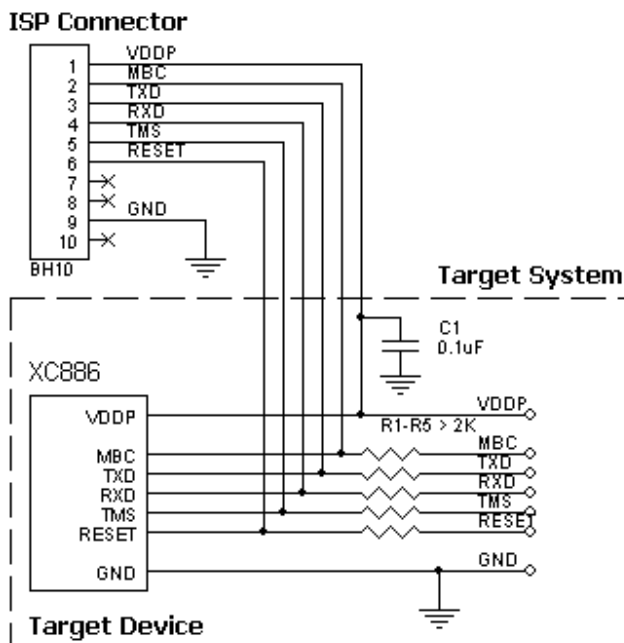 ISP Connector
1 VDDP
2 MBC
3 TXD
4 RXD
5 TMS
6 RESET
7
8
9 GND
10
BH10
Target System
C1
0.1uF
XC886
VDDP R1-R5 > 2K VDDP
MBC MBC
TXD TXD
RXD RXD
TMS TMS
RESET RESET
GND GND
Target Device